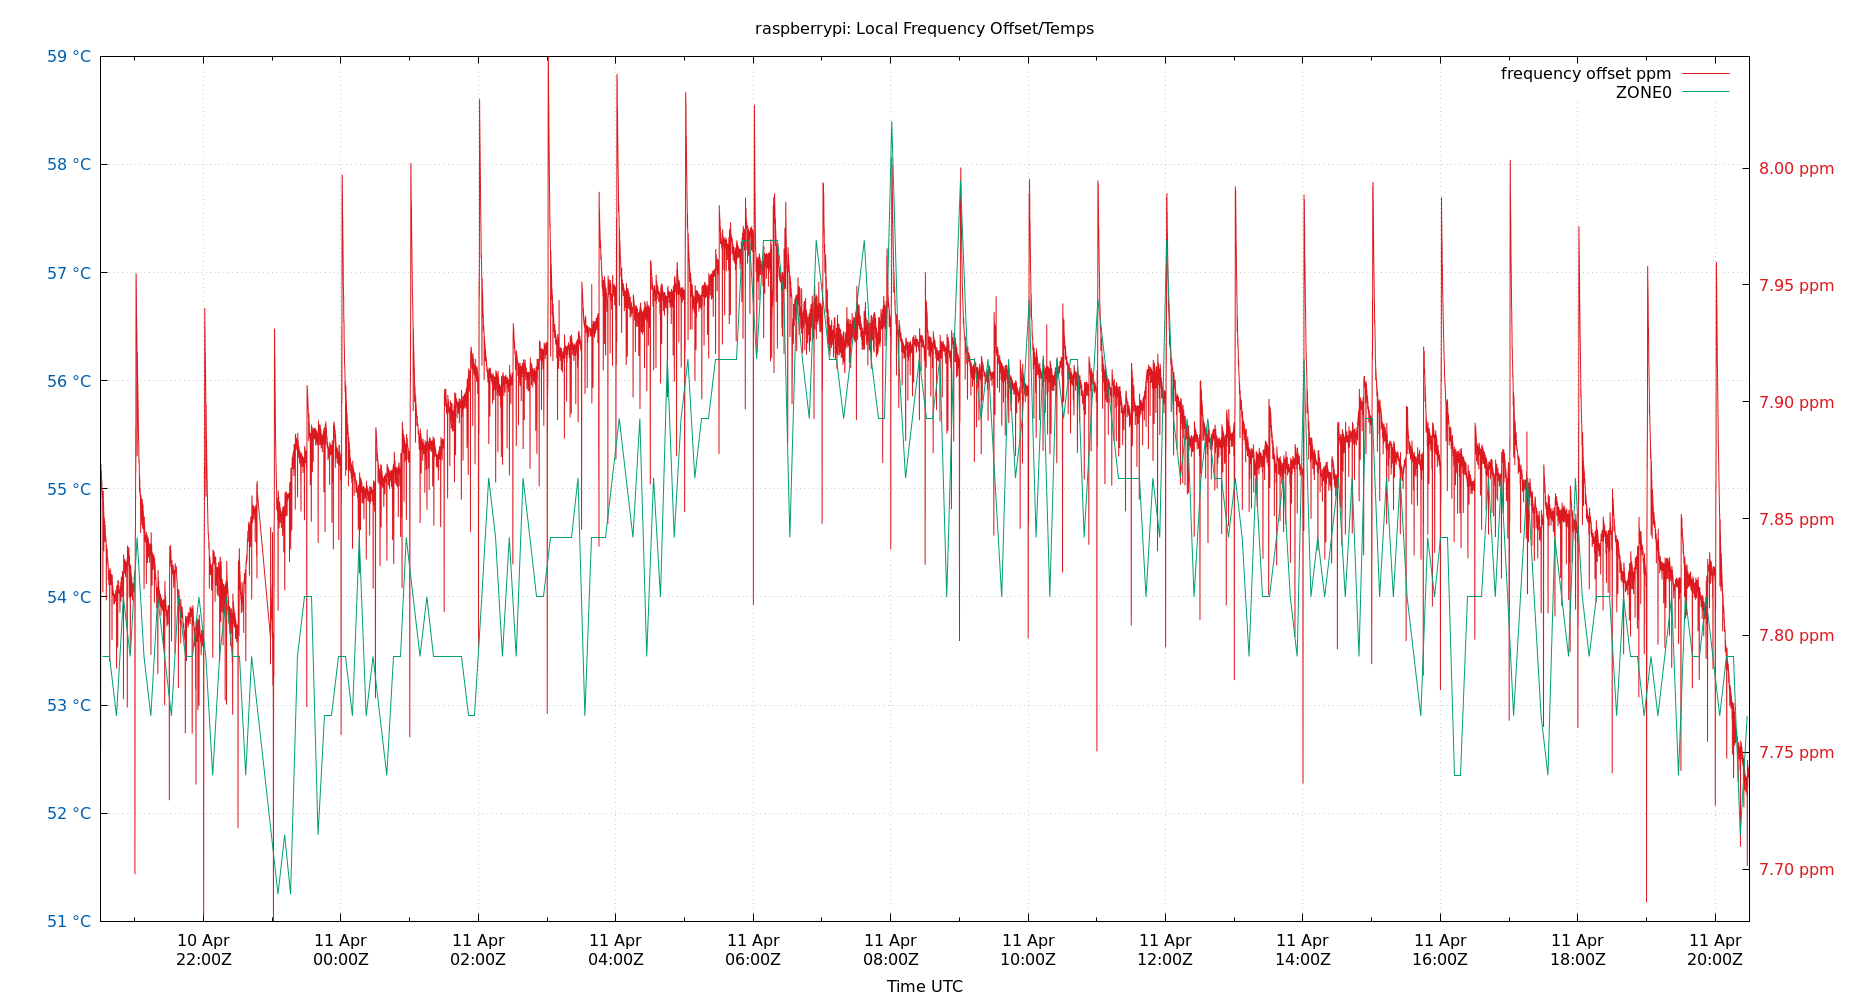 raspberrypi: Local Frequency Offset/Temps
frequency offset ppm
ZONE0
59 °C
58 °C
57 °C
56 °C
55 °C
54 °C
53 °C
52 °C
51 °C
8.00 ppm
7.95 ppm
7.90 ppm
7.85 ppm
7.80 ppm
7.75 ppm
7.70 ppm
10 Apr 11 Apr 11 Apr 11 Apr 11 Apr 11 Apr 11 Apr 11 Apr 11 Apr 11 Apr 11 Apr 11 Apr
22:00Z 00:00Z 02:00Z 04:00Z 06:00Z 08:00Z 10:00Z 12:00Z 14:00Z 16:00Z 18:00Z 20:00Z
Time UTC